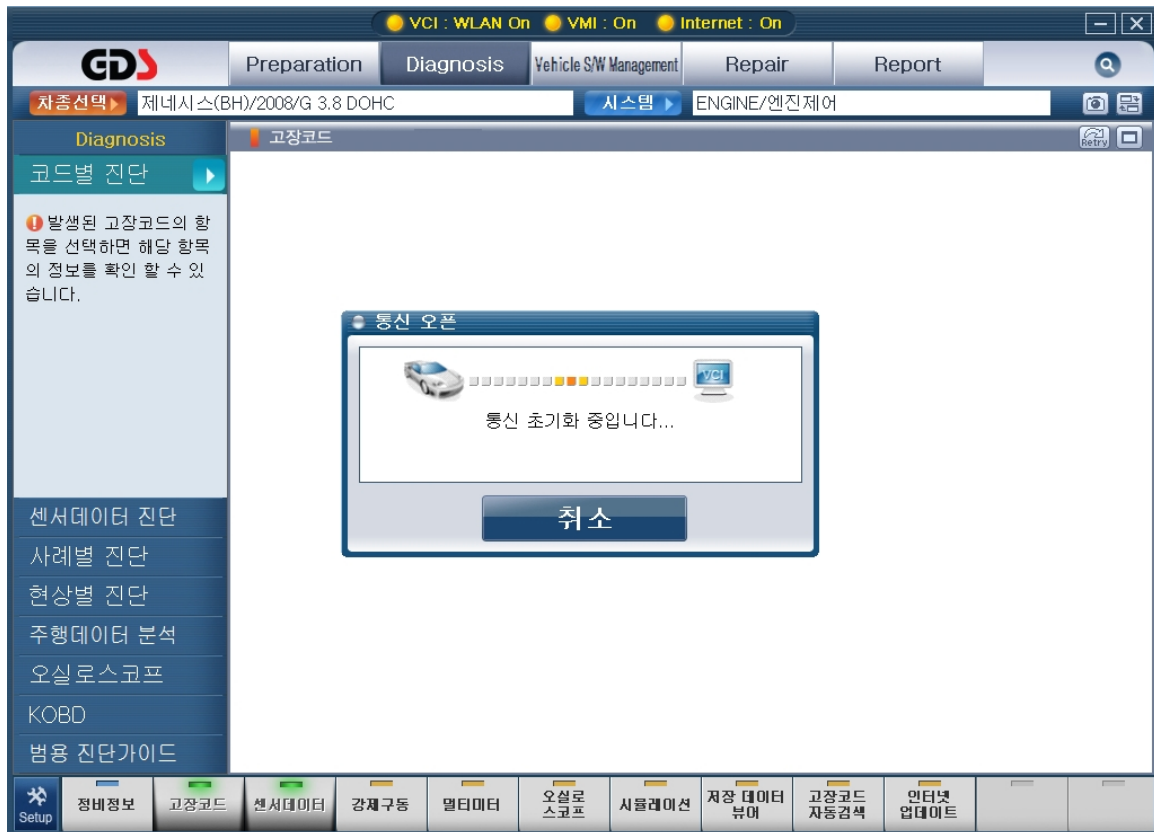 VCI : WLAN On VMI : On Internet : On
GDS Preparation Diagnosis Vehicle S/W Management Repair Report
차종선택 제네시스(BH)/2008/G 3.8 DOHC 시스템 ENGINE/엔진제어
Diagnosis
고장코드
Retry
코드별 진단
발생된 고장코드의 항
목을 선택하면 해당 항목
의 정보를 확인 할 수 있
습니다.
통신 오픈
VCI
통신 초기화 중입니다...
취소
센서데이터 진단
사례별 진단
현상별 진단
주행데이터 분석
오실로스코프
KOBD
범용 진단가이드
Setup
정비정보
고장코드
센서데이터
강제구동
멀티미터
오실로
스코프
시뮬레이션
저장 데이터
뷰어
고장코드
자동검색
인터넷
업데이트